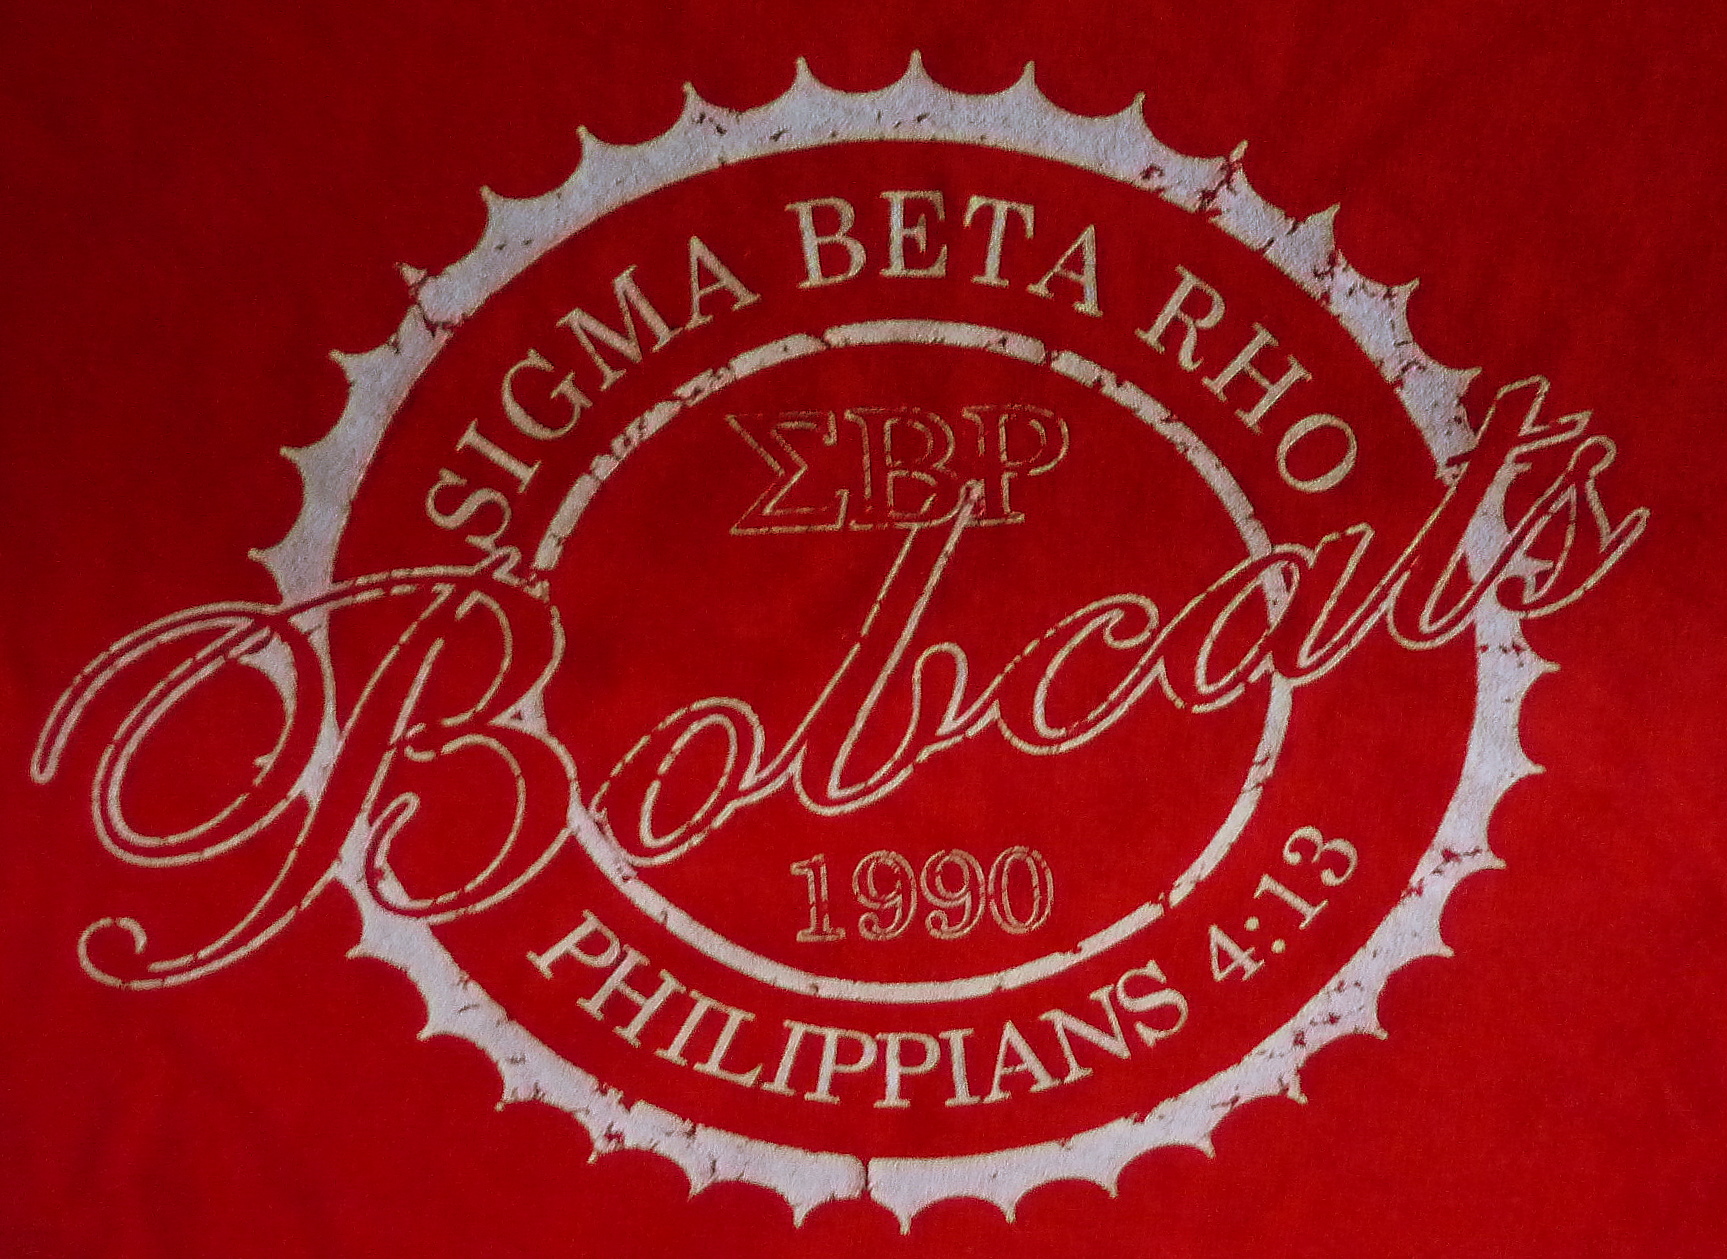 SIGMA BETA RHO
ΣΒΡ
Bobcats
1990
PHILIPPIANS 4:13